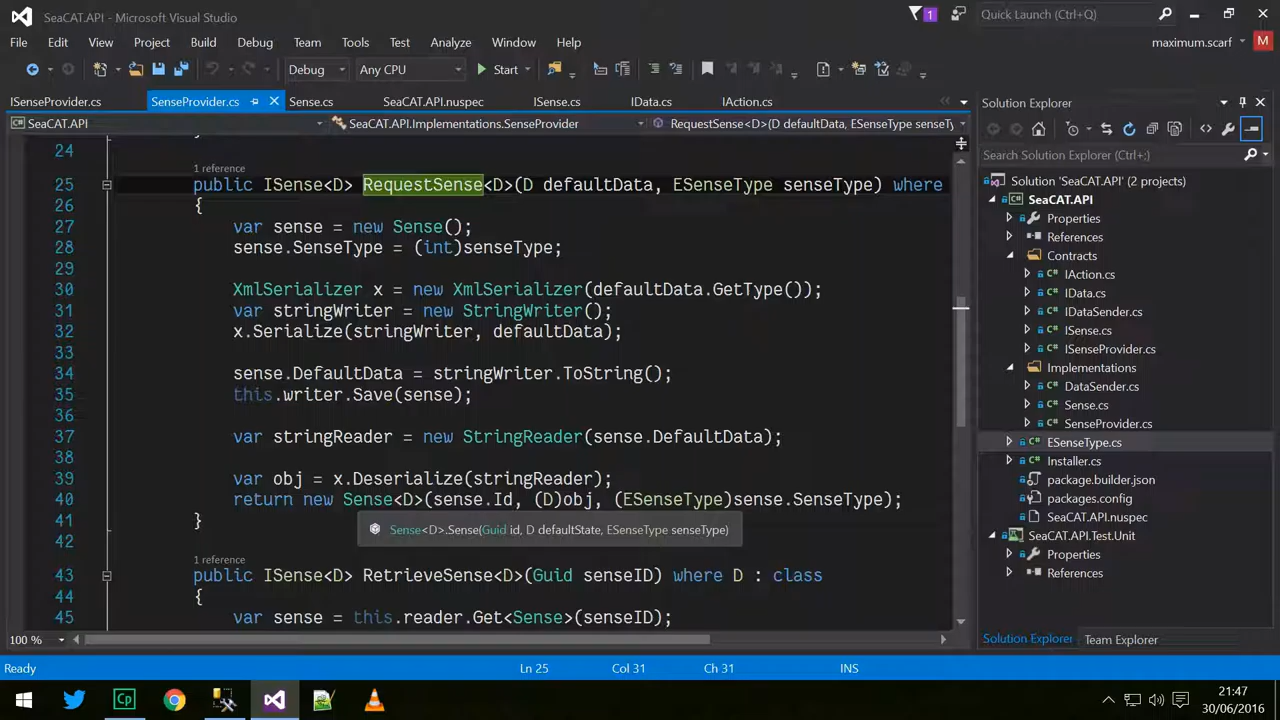 SeaCAT.API - Microsoft Visual Studio
1
Quick Launch (Ctrl+Q)
File Edit View Project Build Debug Team Tools Test Analyze Window Help
maximum.scarf M
Debug Any CPU Start
ISenseProvider.cs SenseProvider.cs Sense.cs SeaCAT.API.nuspec ISense.cs IData.cs IAction.cs
SeaCAT.API SeaCAT.API.Implementations.SenseProvider RequestSense<D>(D defaultData, ESenseType senseTy
24
1 reference
25 public ISense<D> RequestSense<D>(D defaultData, ESenseType senseType) where
26 {
27 var sense = new Sense();
28 sense.SenseType = (int)senseType;
29
30 XmlSerializer x = new XmlSerializer(defaultData.GetType());
31 var stringWriter = new StringWriter();
32 x.Serialize(stringWriter, defaultData);
33
34 sense.DefaultData = stringWriter.ToString();
35 this.writer.Save(sense);
36
37 var stringReader = new StringReader(sense.DefaultData);
38
39 var obj = x.Deserialize(stringReader);
40 return new Sense<D>(sense.Id, (D)obj, (ESenseType)sense.SenseType);
41 }
Sense<D>.Sense(Guid id, D defaultState, ESenseType senseType)
42
1 reference
43 public ISense<D> RetrieveSense<D>(Guid senseID) where D : class
44 {
45 var sense = this.reader.Get<Sense>(senseID);
100 %
Solution Explorer
Search Solution Explorer (Ctrl+;)
Solution 'SeaCAT.API' (2 projects)
SeaCAT.API
Properties
References
Contracts
IAction.cs
IData.cs
IDataSender.cs
ISense.cs
ISenseProvider.cs
Implementations
DataSender.cs
Sense.cs
SenseProvider.cs
ESenseType.cs
Installer.cs
package.builder.json
packages.config
SeaCAT.API.nuspec
SeaCAT.API.Test.Unit
Properties
References
Solution Explorer Team Explorer
Ready Ln 25 Col 31 Ch 31 INS
Cp
21:47
30/06/2016